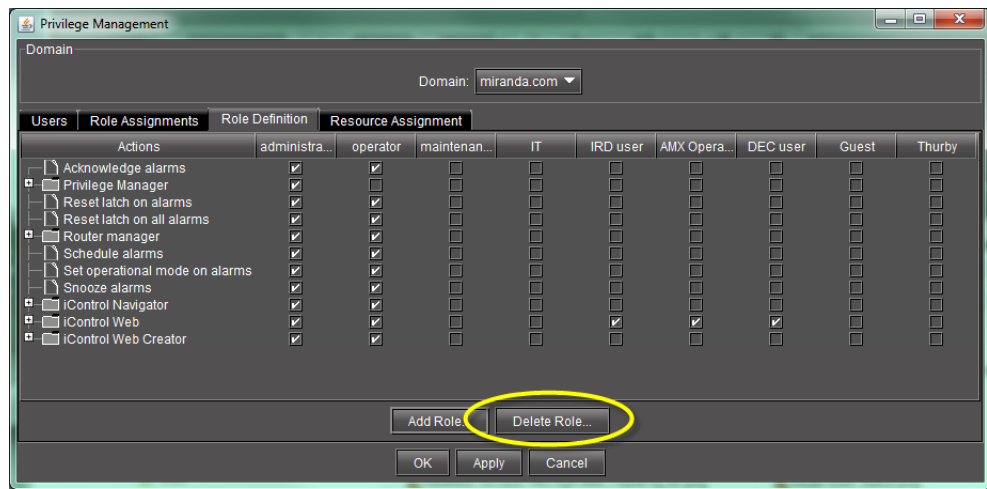 Privilege Management
Domain
Domain: miranda.com
Users Role Assignments Role Definition Resource Assignment
Actions administra... operator maintenan... IT IRD user AMX Opera... DEC user Guest Thurby
Acknowledge alarms
Privilege Manager
Reset latch on alarms
Reset latch on all alarms
Router manager
Schedule alarms
Set operational mode on alarms
Snooze alarms
iControl Navigator
iControl Web
iControl Web Creator
Add Role... Delete Role...
OK Apply Cancel